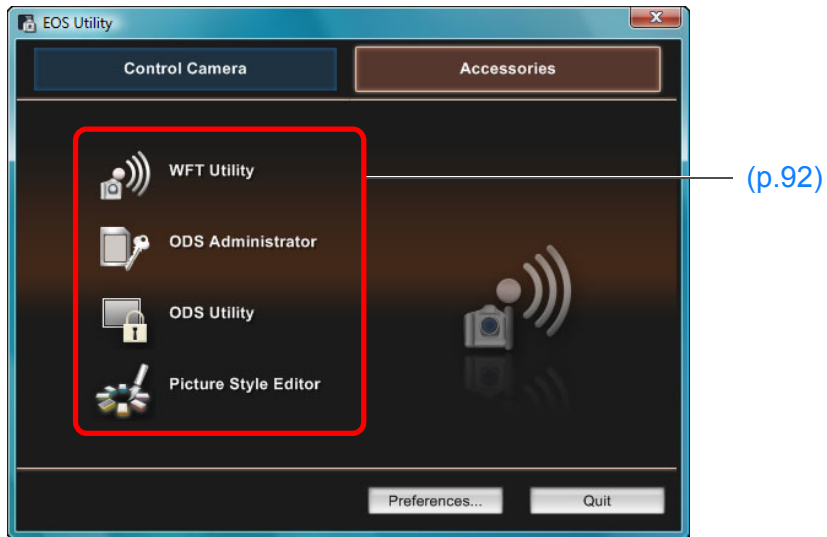 EOS Utility
Control Camera
Accessories
WFT Utility
(p.92)
ODS Administrator
ODS Utility
Picture Style Editor
Preferences...
Quit